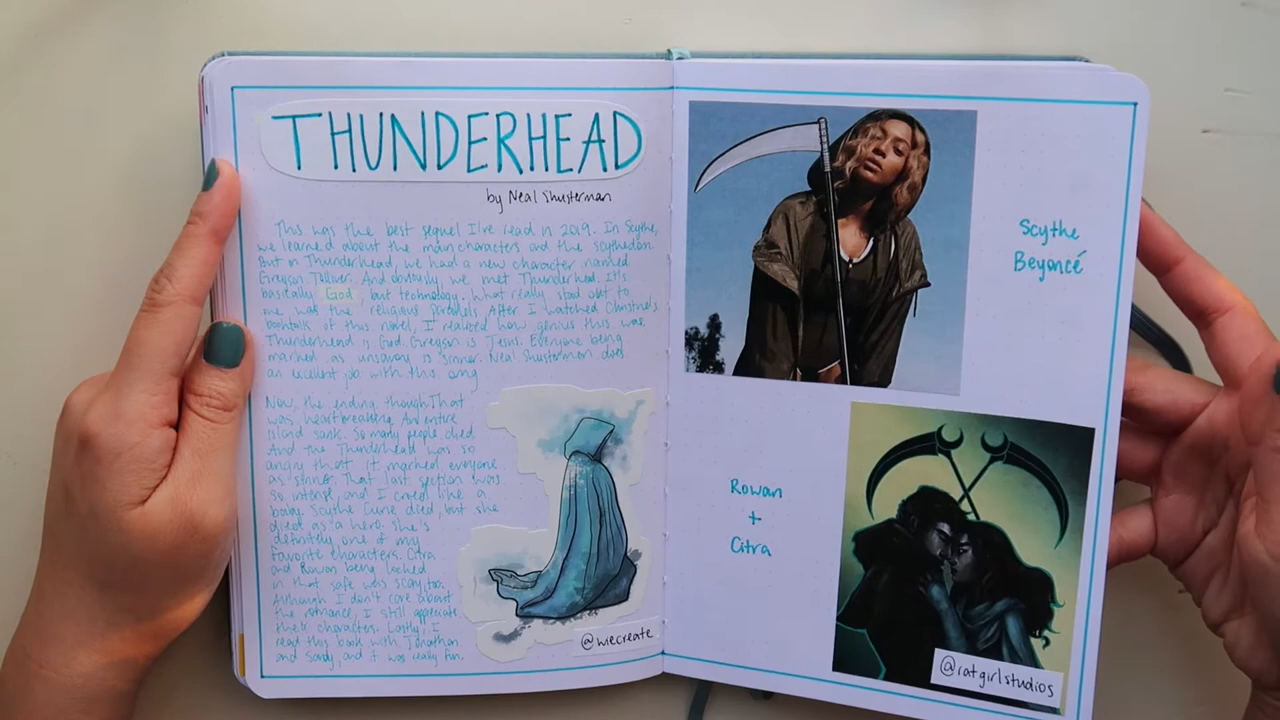 THUNDERHEAD
by Neal Shusterman
This was the best sequel I've read in 2019. In Scythe,
we learned about the main characters and the scythedom.
But in Thunderhead, we had a new character named
Greyson Tolliver. And obviously we met Thunderhead. It's
basically God but technology. What really stood out to
me was the religious parallels. After I watched Christine's
booktalk of this novel, I realized how genius this was.
Thunderhead is God. Greyson is Jesus. Everyone being
marked as unsavory is sinner. Neal Shusterman does
an excellent job with this
Now, the ending though. That
was heartbreaking. An entire
island sank. So many people died.
And the Thunderhead was so
angry that it marked everyone
as sinner. That last section was
so intense, and I cried like a
baby. Scythe Curie died, but she
died as a hero. She's
definitely one of my
favorite characters. Citra
and Rowan being locked
in that safe was scary, too.
Although I don't care about
the romance, I still appreciate
their characters. Lastly, I
read this book with Jonathan
and Sandy, and it was really fun.
@wiecreate
Scythe
Beyoncé
Rowan
+
Citra
@ratgirlstudios